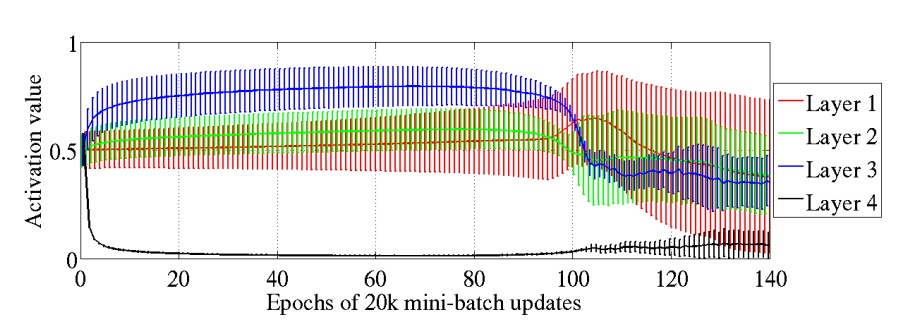 Activation value
1
0.5
0
0 20 40 60 80 100 120 140
Epochs of 20k mini-batch updates
Layer 1
Layer 2
Layer 3
Layer 4